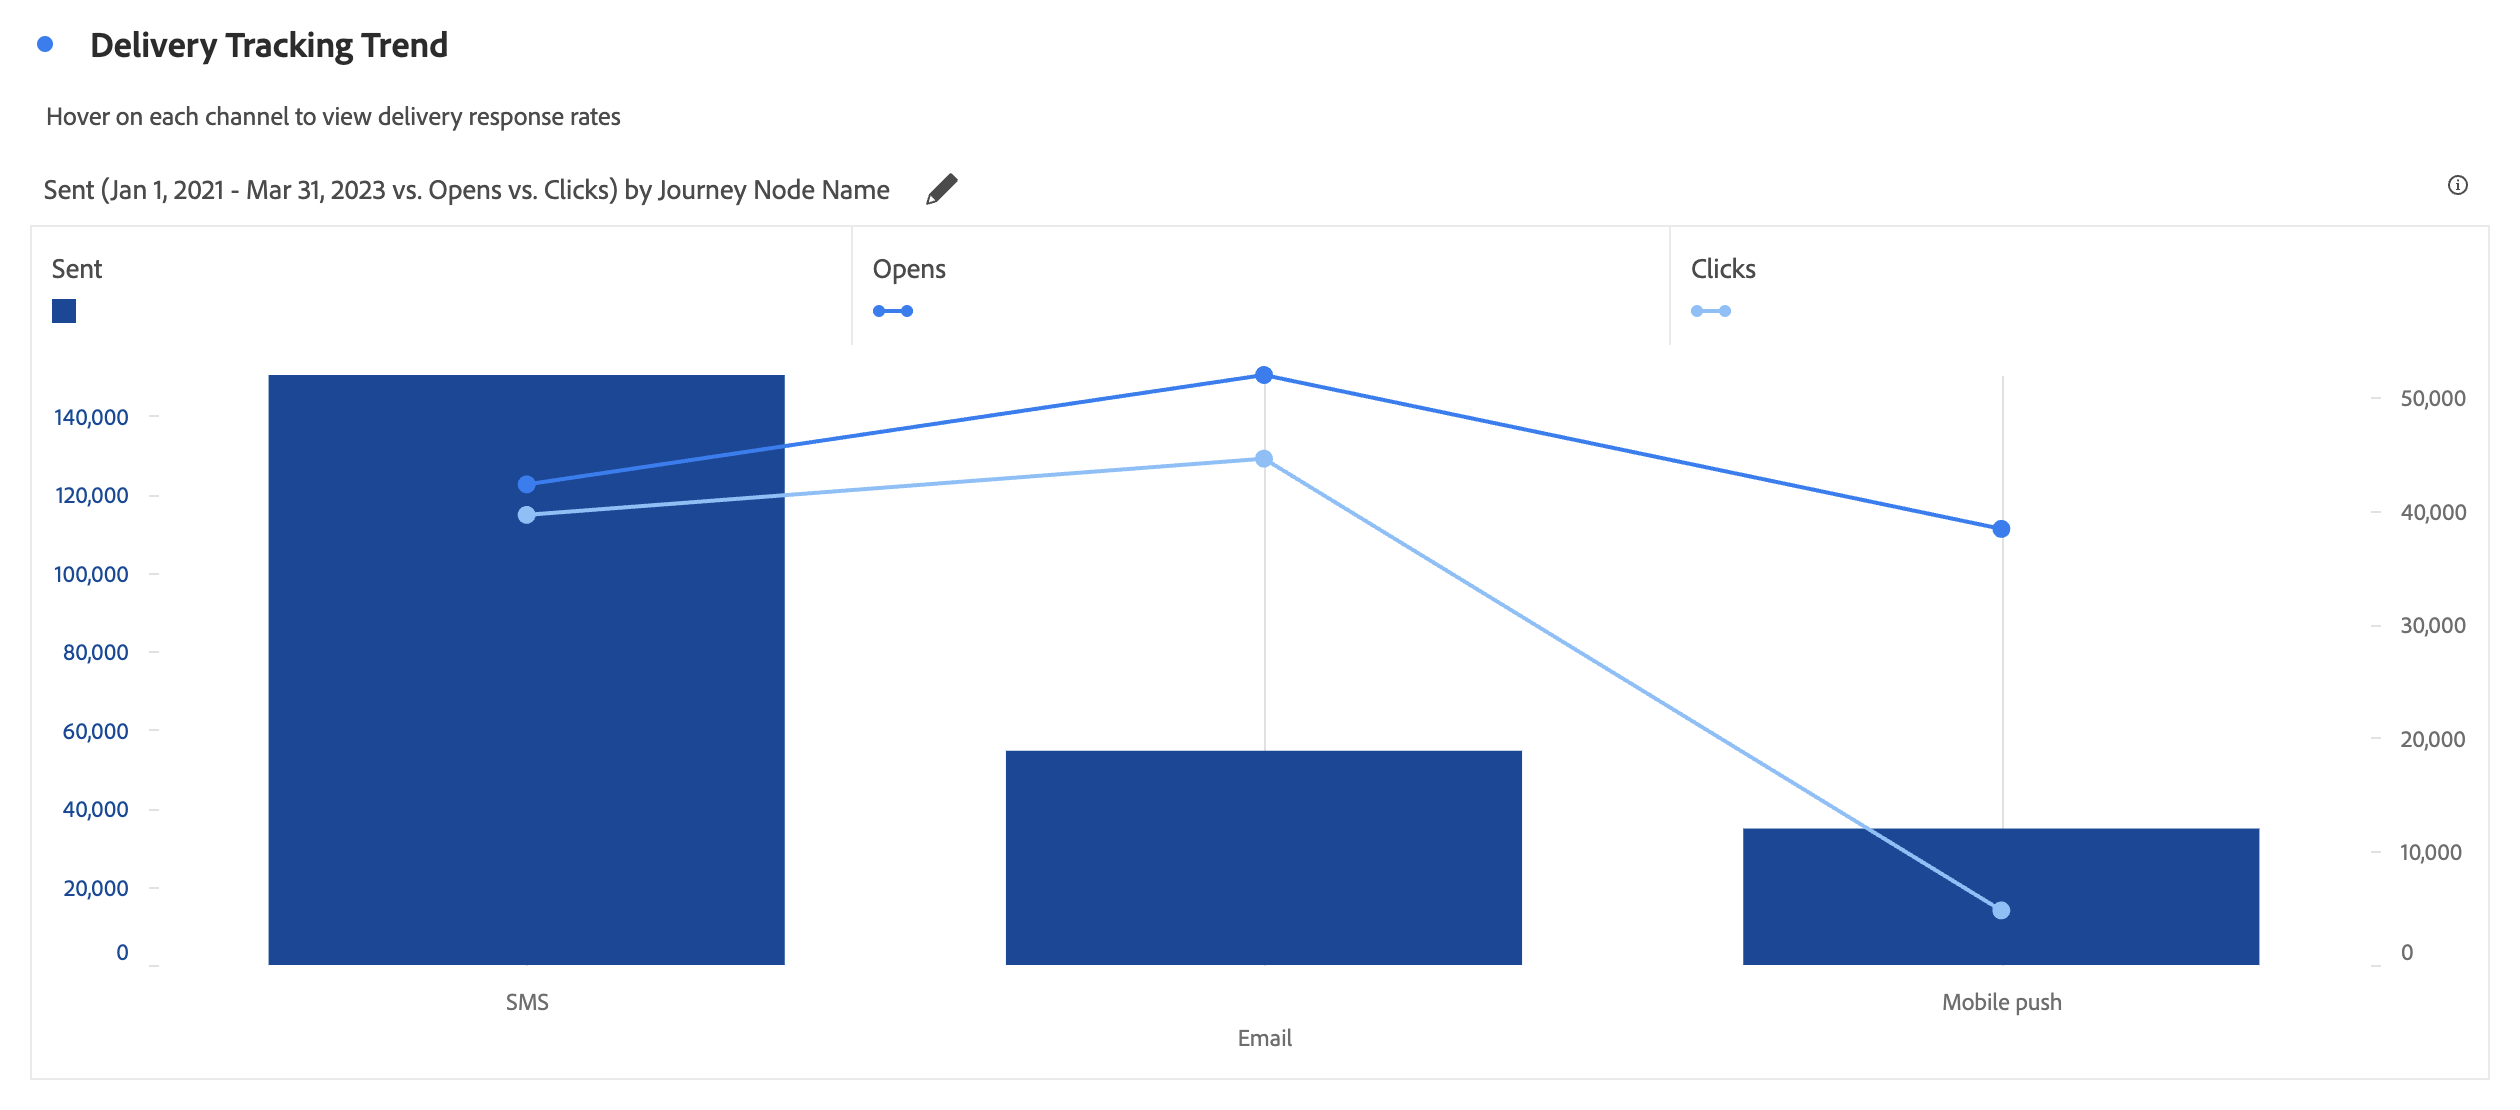 Delivery Tracking Trend
Hover on each channel to view delivery response rates
Sent (Jan 1, 2021 - Mar 31, 2023 vs. Opens vs. Clicks) by Journey Node Name
Sent
Opens
Clicks
140,000
120,000
100,000
80,000
60,000
40,000
20,000
0
50,000
40,000
30,000
20,000
10,000
0
SMS
Email
Mobile push